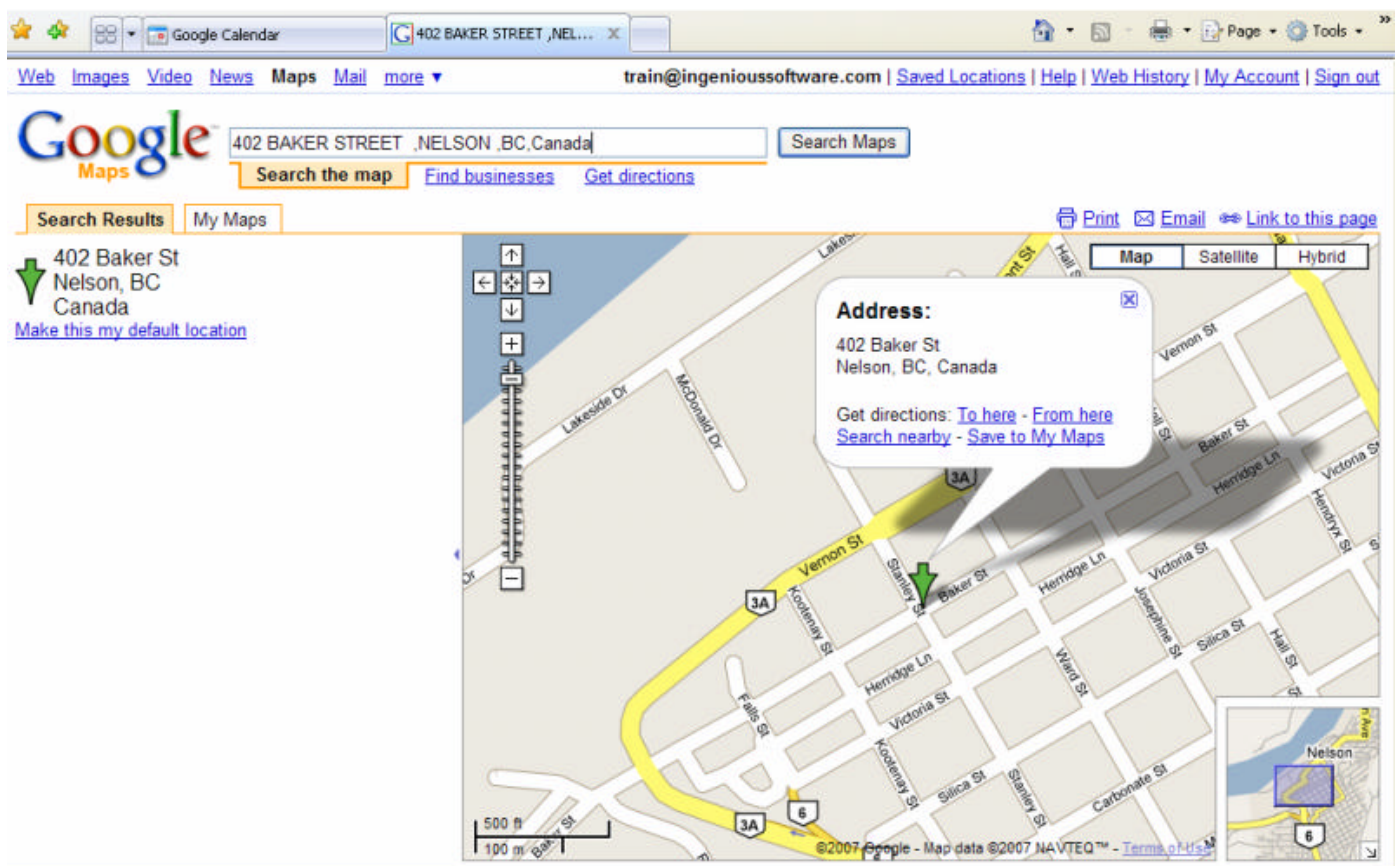 Google Calendar
402 BAKER STREET ,NEL...
Page
Tools
Web Images Video News Maps Mail more ▼
train@ingenioussoftware.com | Saved Locations | Help | Web History | My Account | Sign out
Google
Maps
402 BAKER STREET ,NELSON ,BC,Canada
Search Maps
Search the map
Find businesses
Get directions
Search Results
My Maps
Print
Email
Link to this page
402 Baker St
Nelson, BC
Canada
Make this my default location
Map
Satellite
Hybrid
Address:
402 Baker St
Nelson, BC, Canada
Get directions: To here - From here
Search nearby - Save to My Maps
Hall S
Vernon St
Lakeside Dr
McDonald Dr
Baker St
Herridge Ln
Victoria St
Hendryx St
3A
Vernon St
Stanley St
Baker St
Herridge Ln
Victoria St
3A
Kootenay St
Josephine St
Silica St
Hall St
Herridge Ln
Ward St
Victoria St
Falls St
Kootenay St
Silica St
Stanley St
Carbonate St
Nelson
6
3A
6
500 ft
100 m
Baker St
©2007 Google - Map data ©2007 NAVTEQ™ - Terms of Use